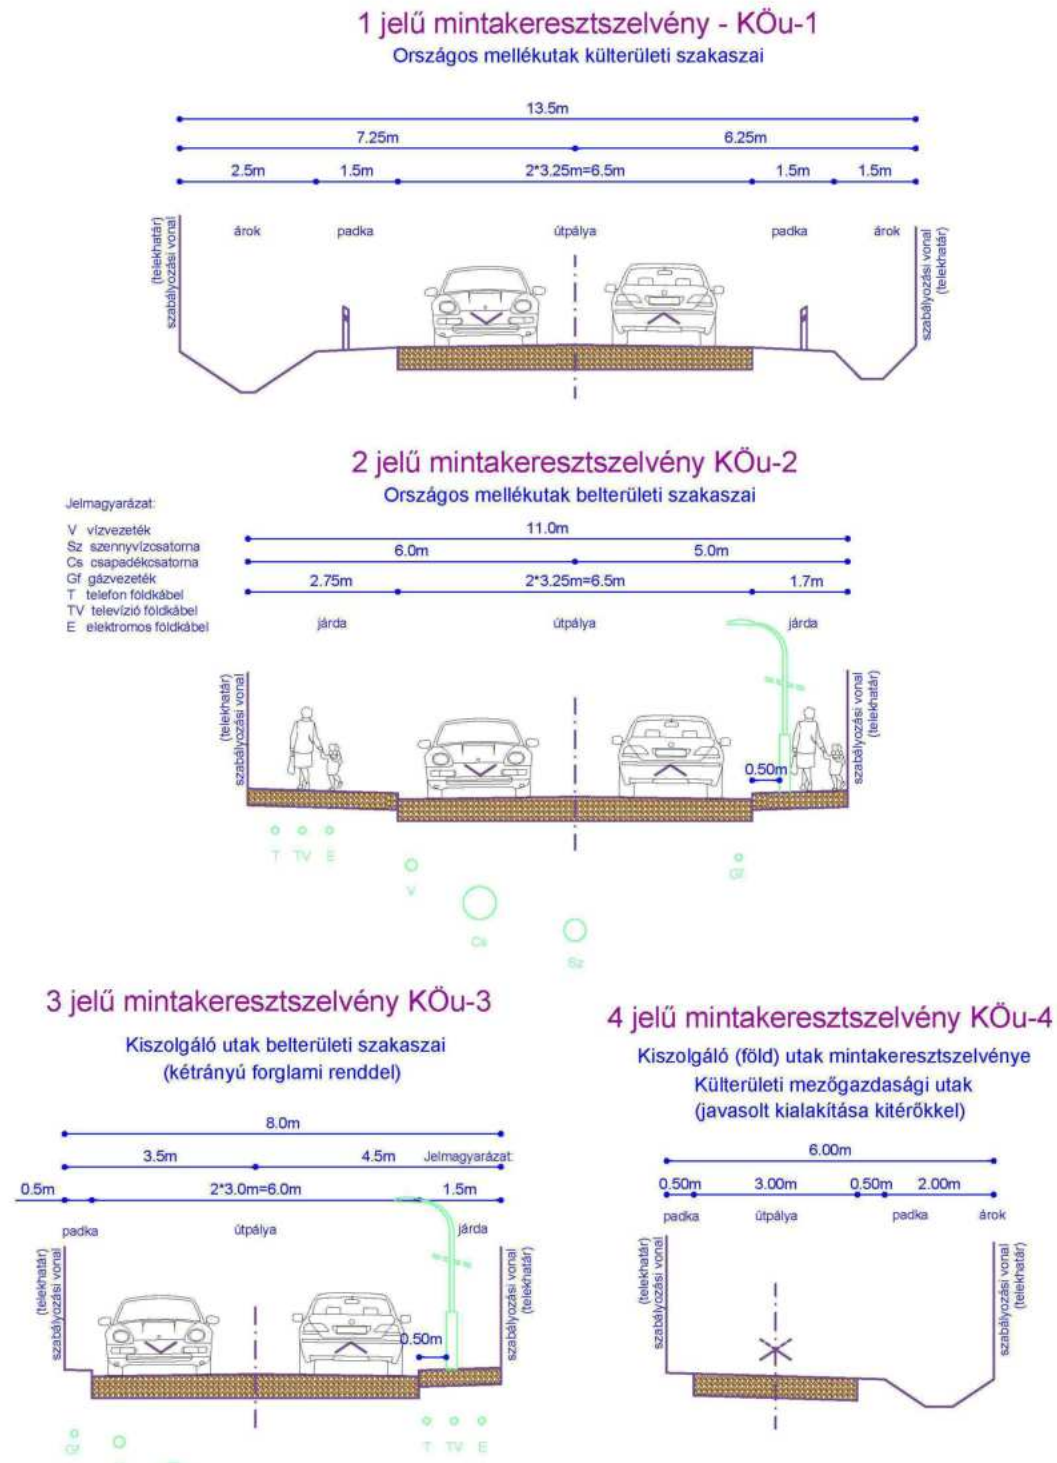 1 jelű mintakeresztszelvény - KÖu-1
Országos mellékutak külterületi szakaszai
13.5m
7.25m 6.25m
2.5m 1.5m 2*3.25m=6.5m 1.5m 1.5m
árok padka útpálya padka árok
(telekhatár)
szabályozási vonal
szabályozási vonal
(telekhatár)
2 jelű mintakeresztszelvény KÖu-2
Országos mellékutak belterületi szakaszai
Jelmagyarázat:
V vízvezeték
Sz szennyvízcsatorna
Cs csapadékcsatorna
Gf gázvezeték
T telefon földkábel
TV televízió földkábel
E elektromos földkábel
11.0m
6.0m 5.0m
2.75m 2*3.25m=6.5m 1.7m
járda útpálya járda
(telekhatár)
szabályozási vonal
szabályozási vonal
(telekhatár)
0.50m
T TV E
V
Gf
Cs
Sz
3 jelű mintakeresztszelvény KÖu-3
Kiszolgáló utak belterületi szakaszai
(kétrányú forglami renddel)
8.0m
3.5m 4.5m Jelmagyarázat:
0.5m 2*3.0m=6.0m 1.5m
padka útpálya járda
(telekhatár)
szabályozási vonal
szabályozási vonal
(telekhatár)
0.50m
Gf
T TV E
4 jelű mintakeresztszelvény KÖu-4
Kiszolgáló (föld) utak mintakeresztszelvénye
Külterületi mezőgazdasági utak
(javasolt kialakítása kitérőkkel)
6.00m
0.50m 3.00m 0.50m 2.00m
padka útpálya padka árok
(telekhatár)
szabályozási vonal
szabályozási vonal
(telekhatár)